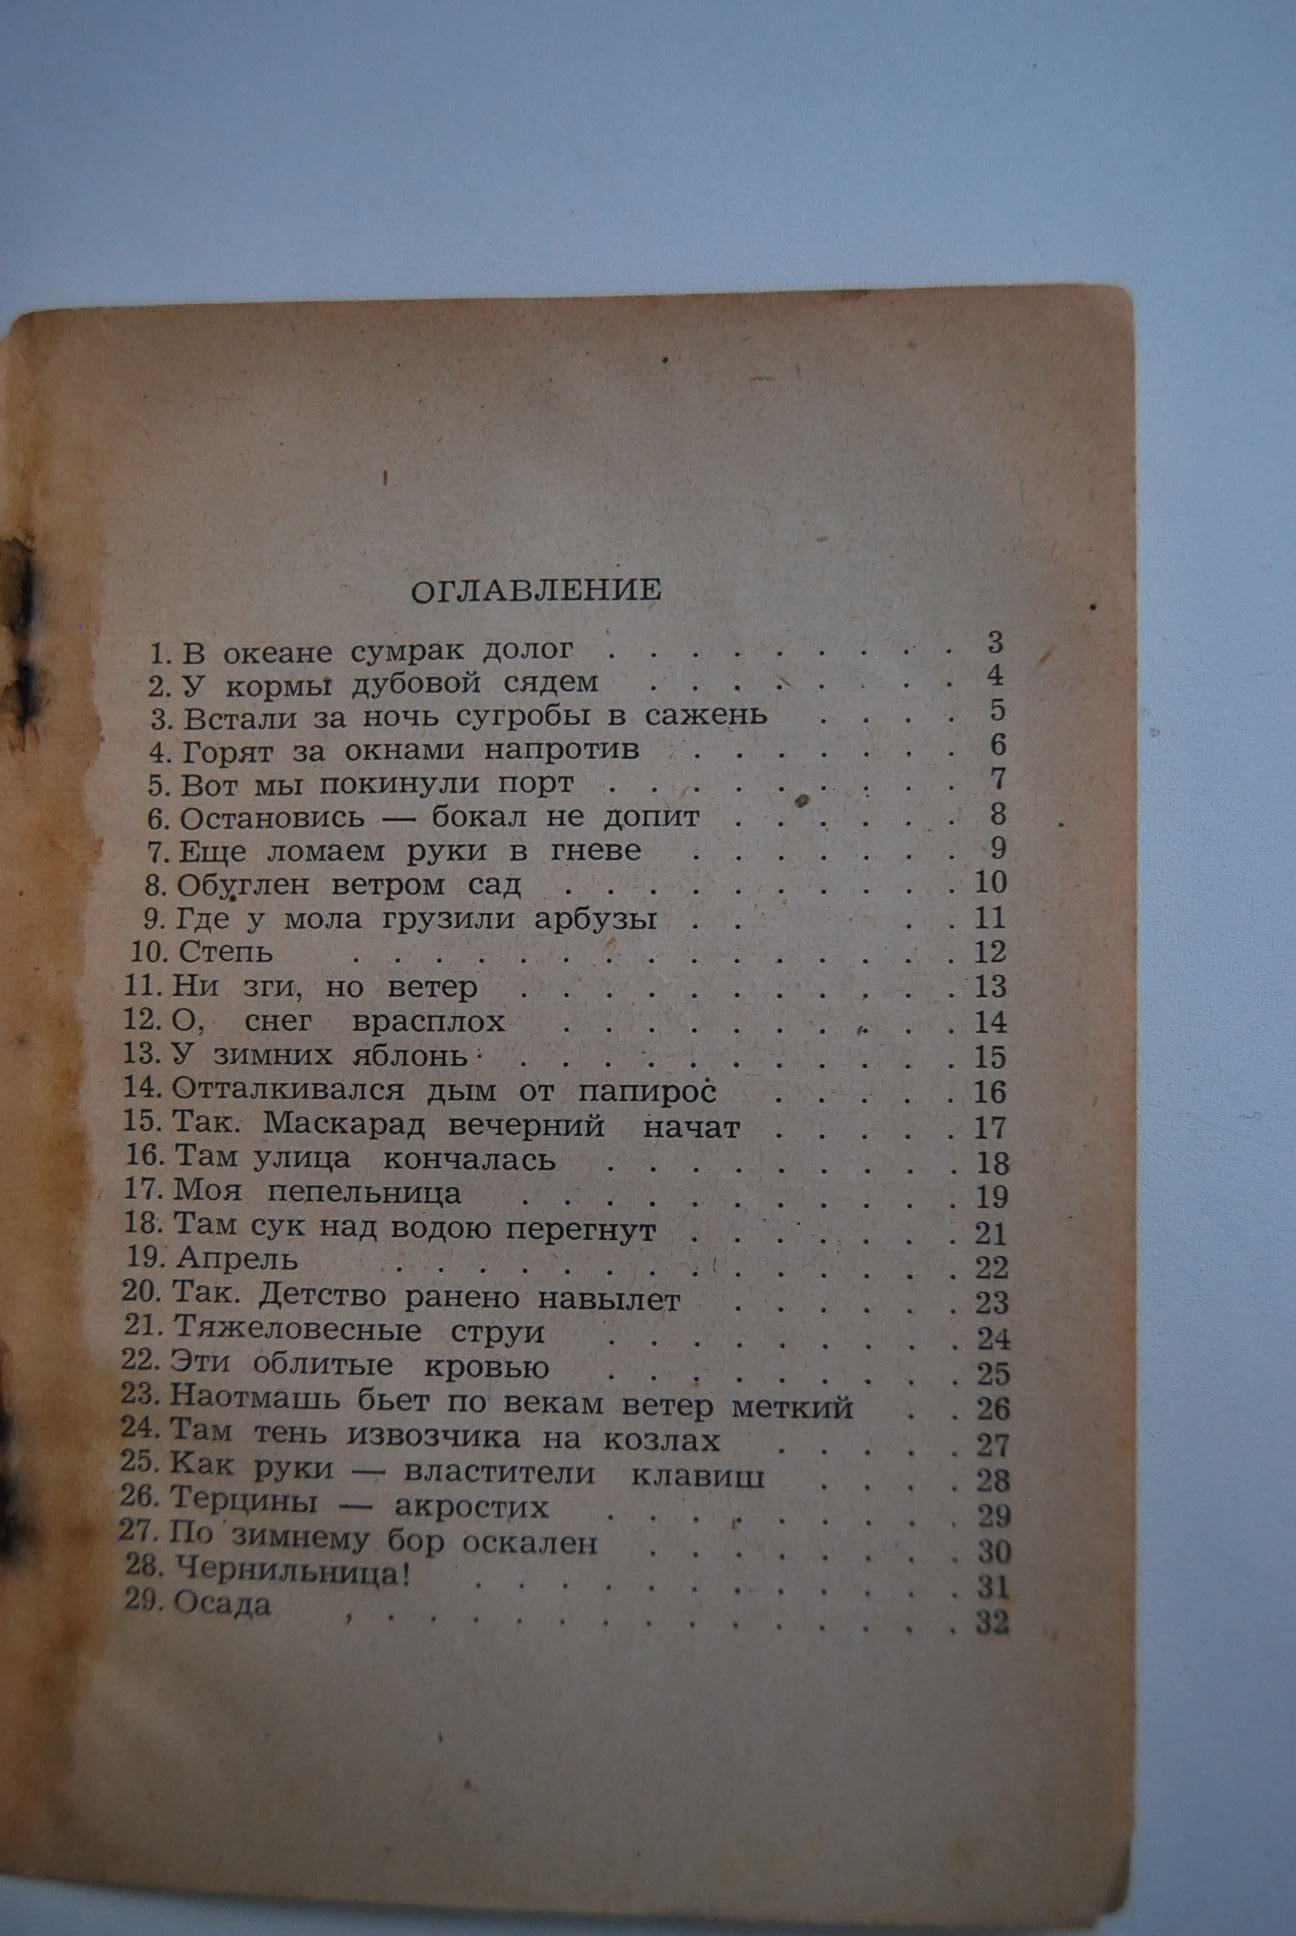 ОГЛАВЛЕНИЕ
1. В океане сумрак долог . . . . . . . . . 3
2. У кормы дубовой сядем . . . . . . . . 4
3. Встали за ночь сугробы в сажень . . . . 5
4. Горят за окнами напротив . . . . . . . 6
5. Вот мы покинули порт . . . . . . . . . 7
6. Остановись — бокал не допит . . . . . . 8
7. Еще ломаем руки в гневе . . . . . . . 9
8. Обуглен ветром сад . . . . . . . . . . 10
9. Где у мола грузили арбузы . . . . 11
10. Степь . . . . . . . . . . . . . . . 12
11. Ни зги, но ветер . . . . . . . . . . . 13
12. О, снег врасплох . . . . . . . . . . 14
13. У зимних яблонь . . . . . . . . . . . 15
14. Отталкивался дым от папирос . . . . . 16
15. Так. Маскарад вечерний начат . . . . . 17
16. Там улица кончалась . . . . . . . . . 18
17. Моя пепельница . . . . . . . . . . . 19
18. Там сук над водою перегнут . . . . . . . 21
19. Апрель . . . . . . . . . . . . . . 22
20. Так. Детство ранено навылет . . . . . . 23
21. Тяжеловесные струи . . . . . . . . . 24
22. Эти облитые кровью . . . . . . . . . 25
23. Наотмашь бьет по векам ветер меткий . . 26
24. Там тень извозчика на козлах . . . . . 27
25. Как руки — властители клавиш . . . . 28
26. Терцины — акростих . . . . . . . . . 29
27. По зимнему бор оскален . . . . . . . . 30
28. Чернильница! . . . . . . . . . . . . 31
29. Осада , . . . . . . . . . . . . . . 32